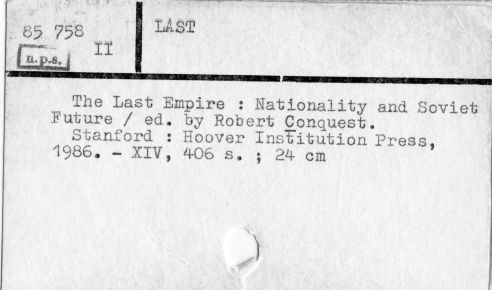 85 758
II
n.p.s.
LAST
The Last Empire : Nationality and Soviet
Future / ed. by Robert Conquest.
Stanford : Hoover Institution Press,
1986. - XIV, 406 s. ; 24 cm